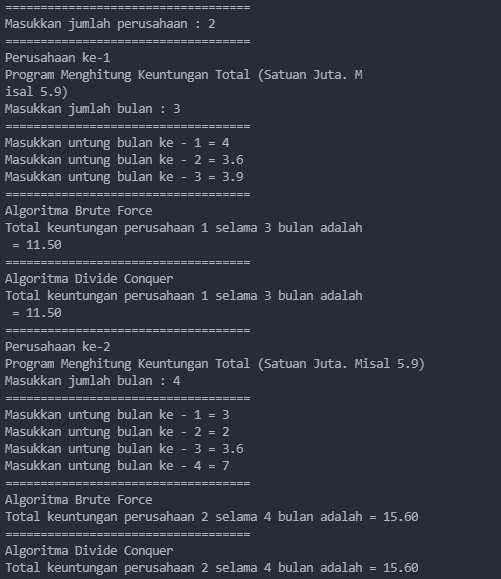 ===================================
Masukkan jumlah perusahaan : 2
===================================
Perusahaan ke-1
Program Menghitung Keuntungan Total (Satuan Juta. M
isal 5.9)
Masukkan jumlah bulan : 3
===================================
Masukkan untung bulan ke - 1 = 4
Masukkan untung bulan ke - 2 = 3.6
Masukkan untung bulan ke - 3 = 3.9
===================================
Algoritma Brute Force
Total keuntungan perusahaan 1 selama 3 bulan adalah
 = 11.50
===================================
Algoritma Divide Conquer
Total keuntungan perusahaan 1 selama 3 bulan adalah
 = 11.50
===================================
Perusahaan ke-2
Program Menghitung Keuntungan Total (Satuan Juta. Misal 5.9)
Masukkan jumlah bulan : 4
===================================
Masukkan untung bulan ke - 1 = 3
Masukkan untung bulan ke - 2 = 2
Masukkan untung bulan ke - 3 = 3.6
Masukkan untung bulan ke - 4 = 7
===================================
Algoritma Brute Force
Total keuntungan perusahaan 2 selama 4 bulan adalah = 15.60
===================================
Algoritma Divide Conquer
Total keuntungan perusahaan 2 selama 4 bulan adalah = 15.60